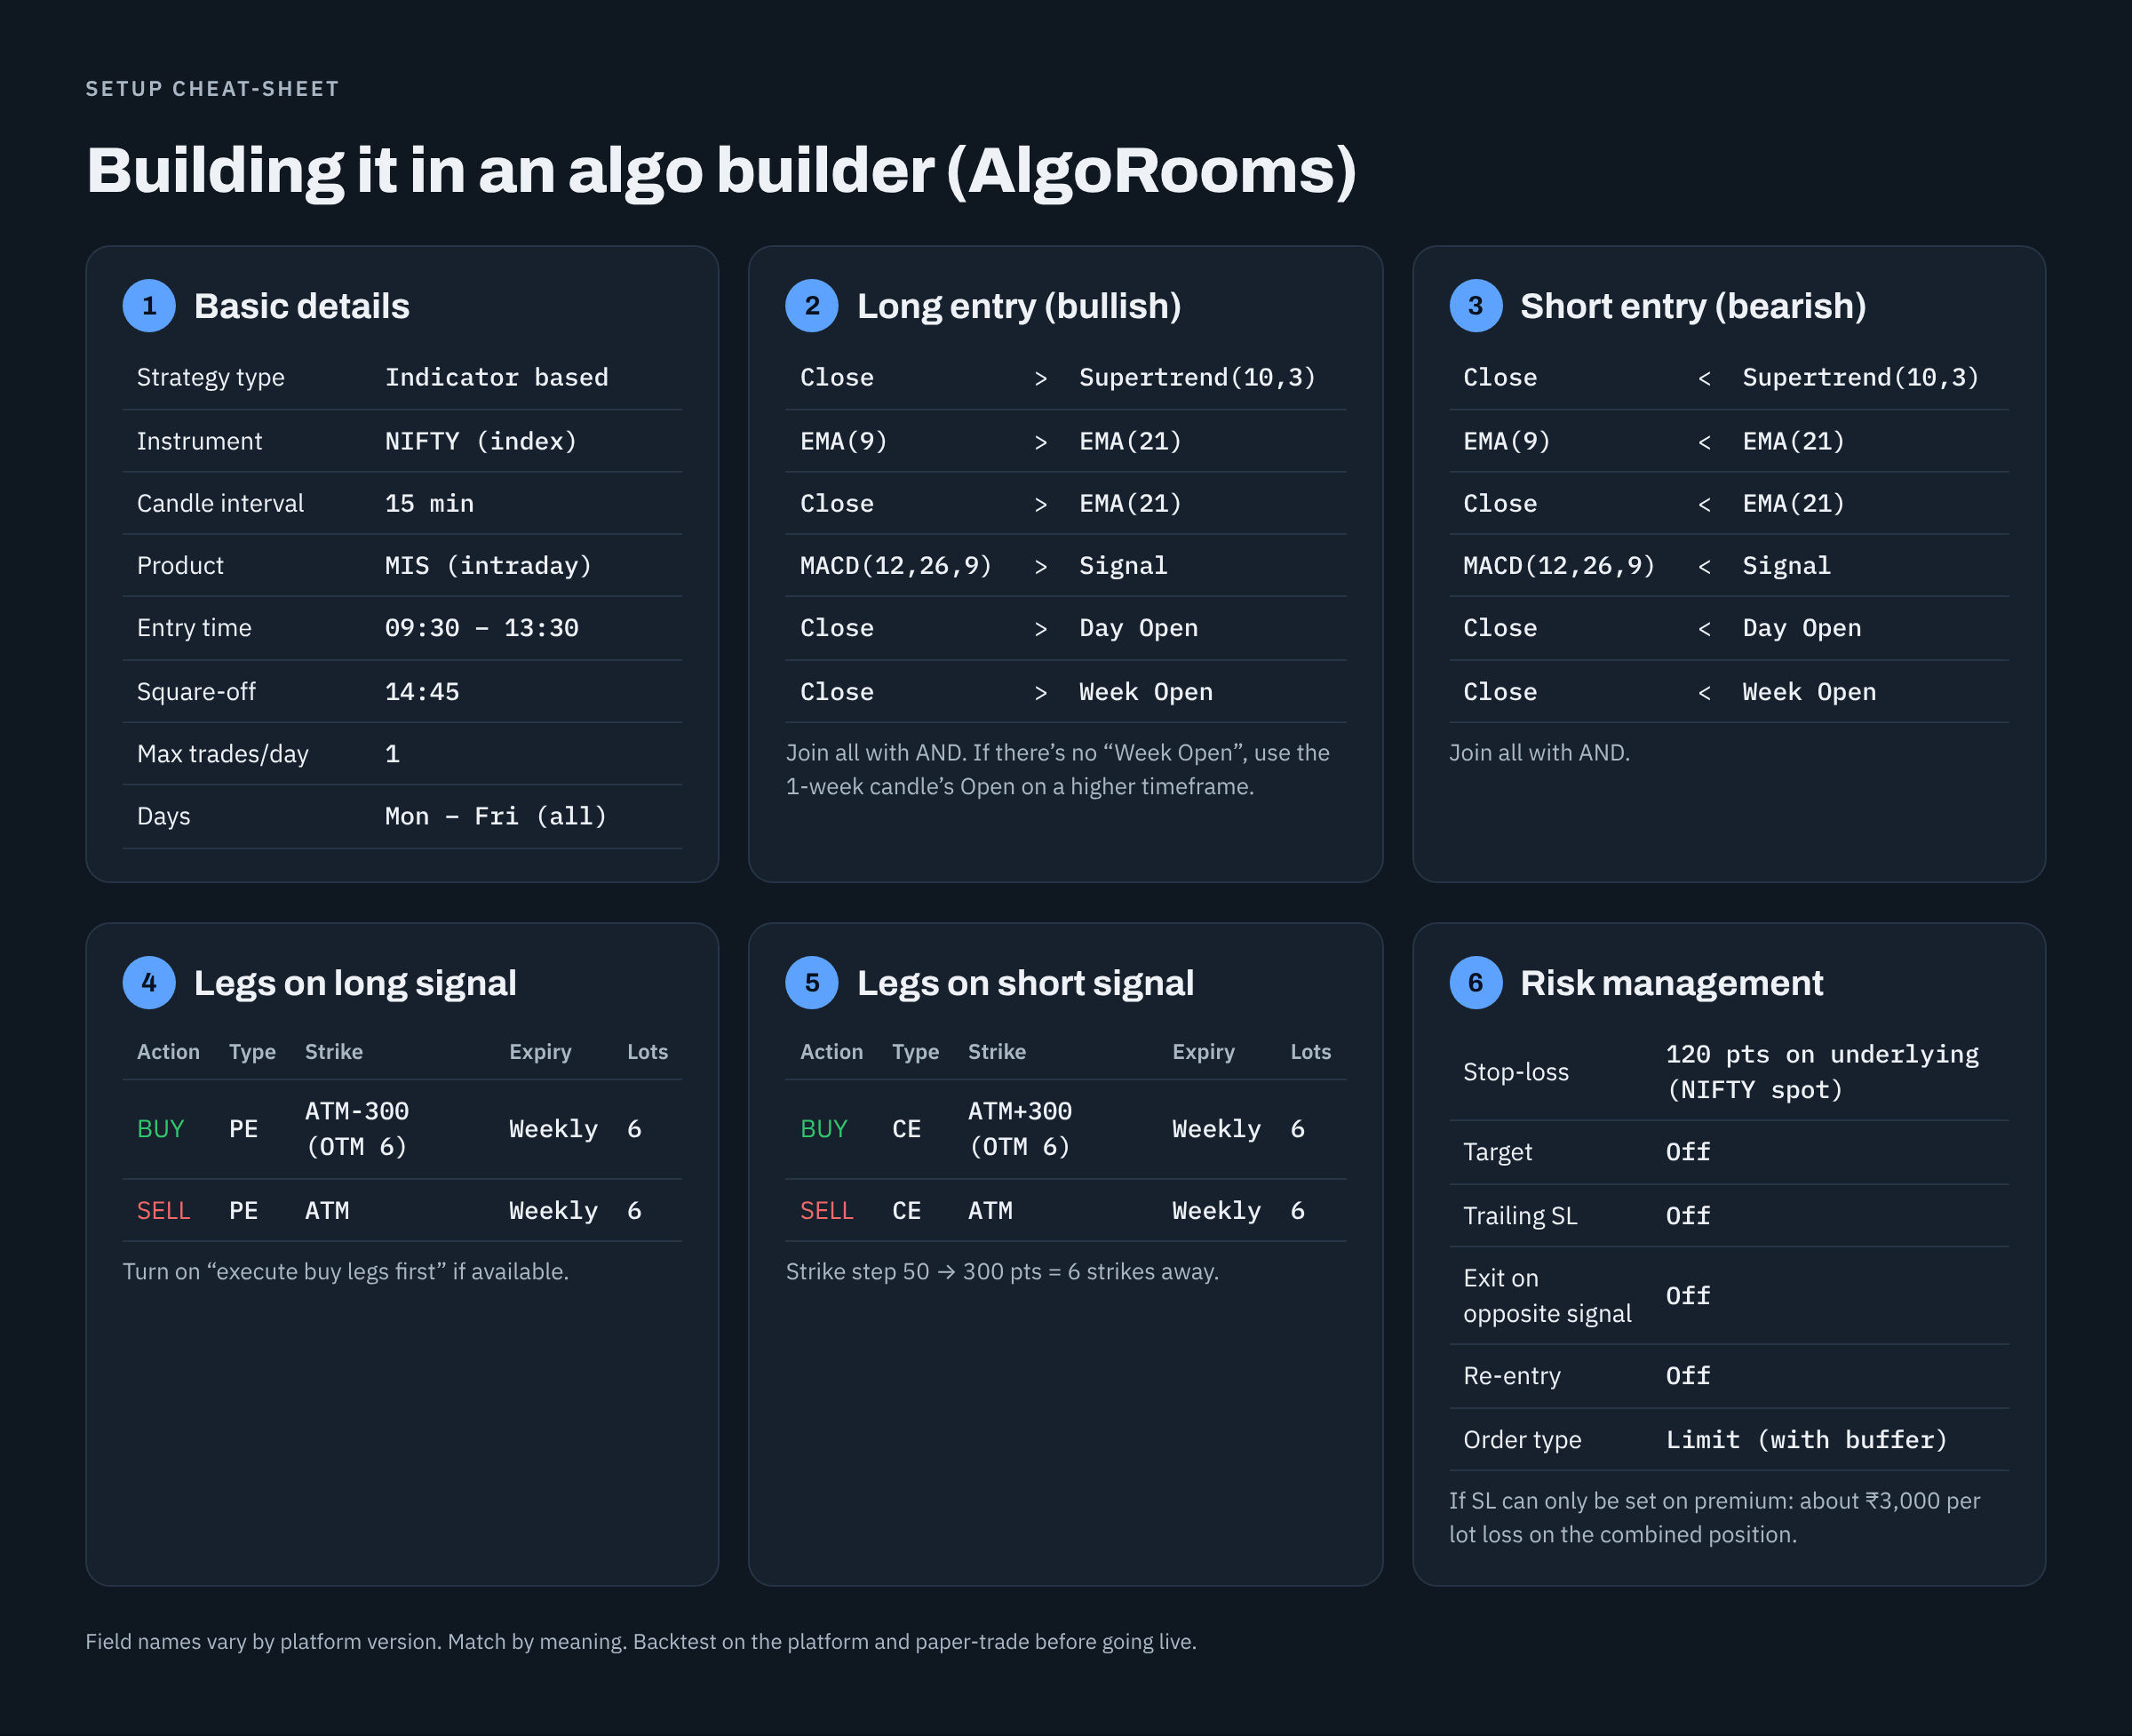 SETUP CHEAT-SHEET
Building it in an algo builder (AlgoRooms)
1 Basic details
Strategy type Indicator based
Instrument NIFTY (index)
Candle interval 15 min
Product MIS (intraday)
Entry time 09:30 – 13:30
Square-off 14:45
Max trades/day 1
Days Mon – Fri (all)
2 Long entry (bullish)
Close > Supertrend(10,3)
EMA(9) > EMA(21)
Close > EMA(21)
MACD(12,26,9) > Signal
Close > Day Open
Close > Week Open
Join all with AND. If there’s no “Week Open”, use the
1-week candle’s Open on a higher timeframe.
3 Short entry (bearish)
Close < Supertrend(10,3)
EMA(9) < EMA(21)
Close < EMA(21)
MACD(12,26,9) < Signal
Close < Day Open
Close < Week Open
Join all with AND.
4 Legs on long signal
Action Type Strike Expiry Lots
BUY PE ATM-300 (OTM 6) Weekly 6
SELL PE ATM Weekly 6
Turn on “execute buy legs first” if available.
5 Legs on short signal
Action Type Strike Expiry Lots
BUY CE ATM+300 (OTM 6) Weekly 6
SELL CE ATM Weekly 6
Strike step 50 → 300 pts = 6 strikes away.
6 Risk management
Stop-loss 120 pts on underlying (NIFTY spot)
Target Off
Trailing SL Off
Exit on opposite signal Off
Re-entry Off
Order type Limit (with buffer)
If SL can only be set on premium: about ₹3,000 per
lot loss on the combined position.
Field names vary by platform version. Match by meaning. Backtest on the platform and paper-trade before going live.